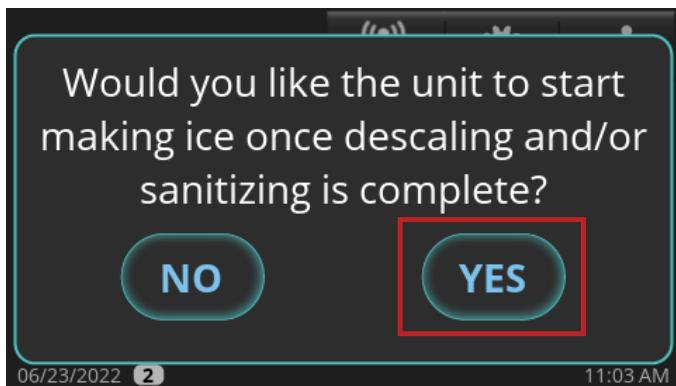 Would you like the unit to start
making ice once descaling and/or
sanitizing is complete?
NO YES
06/23/2022 2 11:03 AM